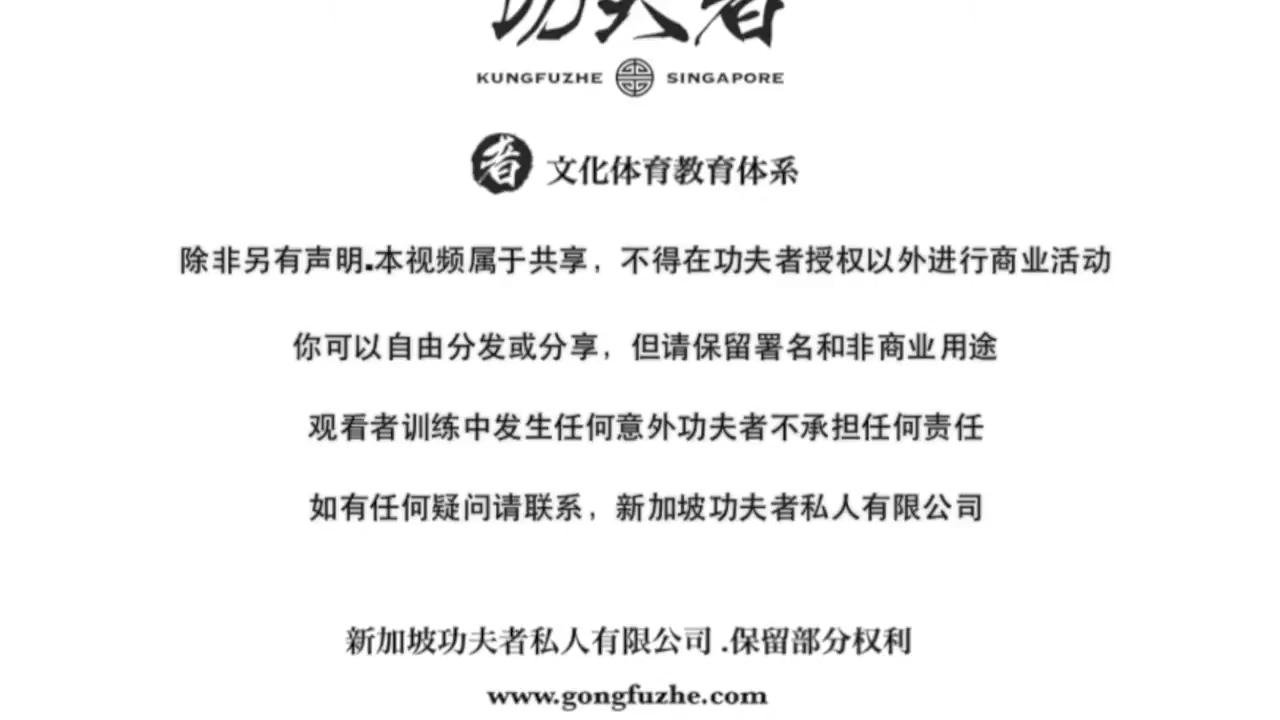 功夫者
KUNGFUZHE SINGAPORE
者 文化体育教育体系
除非另有声明.本视频属于共享，不得在功夫者授权以外进行商业活动
你可以自由分发或分享，但请保留署名和非商业用途
观看者训练中发生任何意外功夫者不承担任何责任
如有任何疑问请联系，新加坡功夫者私人有限公司
新加坡功夫者私人有限公司.保留部分权利
www.gongfuzhe.com